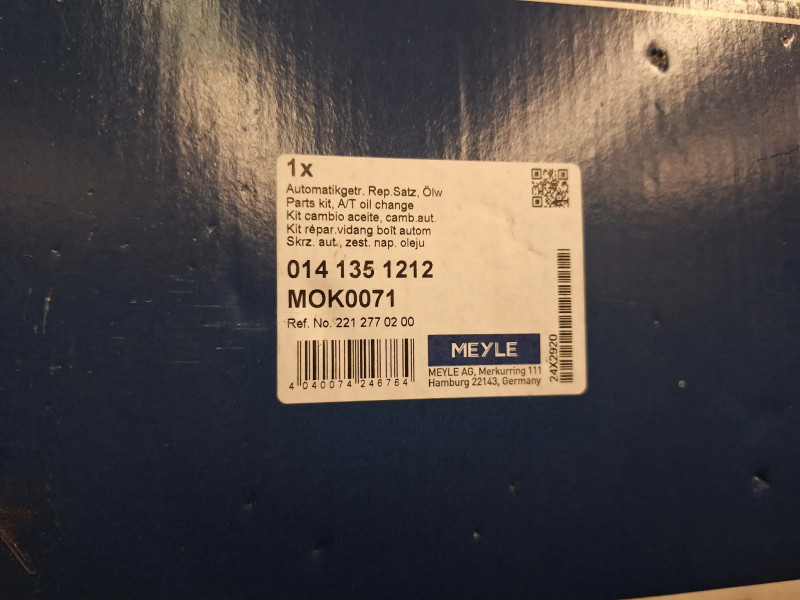 1x
Automatikgetr. Rep.Satz, Ölw
Parts kit, A/T oil change
Kit cambio aceite, camb.aut.
Kit répar.vidang boît autom
Skrz. aut., zest. nap. oleju
014 135 1212
MOK0071
Ref. No. 221 277 02 00
4 040074 246764
MEYLE
MEYLE AG, Merkurring 111
Hamburg 22143, Germany
24X2920